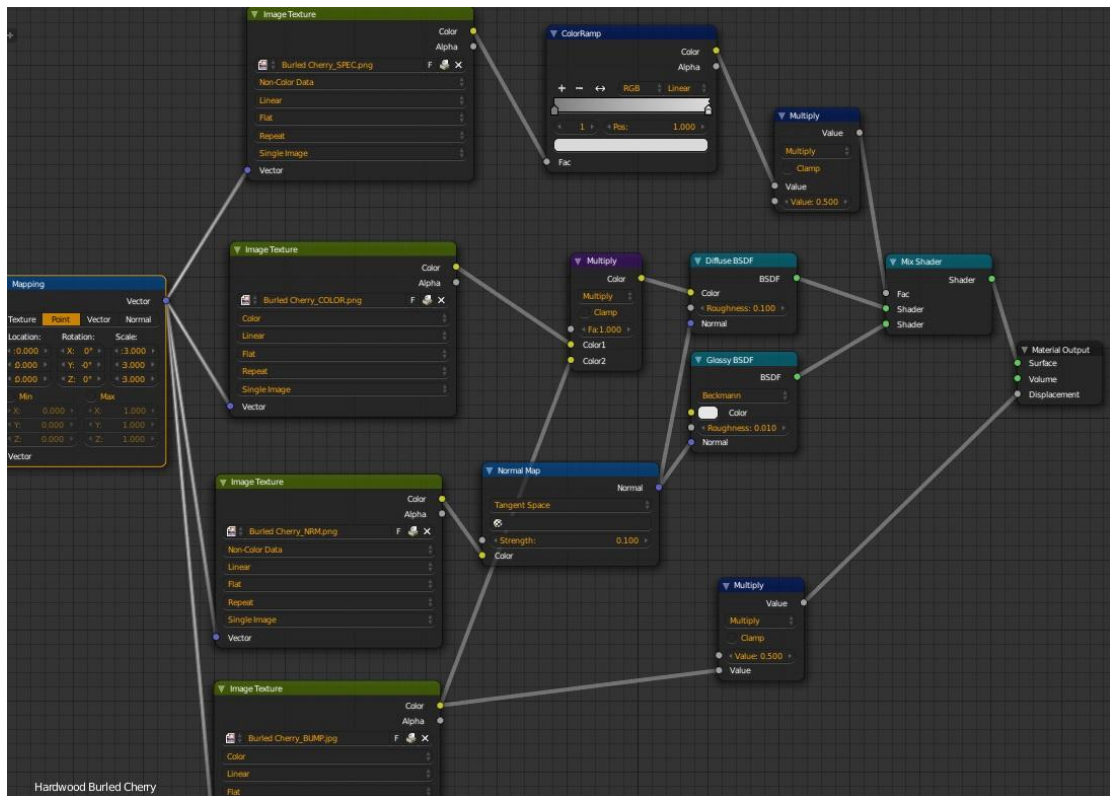 Image Texture
Color
Alpha
Burled Cherry_SPEC.png F
Non-Color Data
Linear
Flat
Repeat
Single Image
Vector
ColorRamp
Color
Alpha
+ − RGB Linear
1 Pos: 1.000
Fac
Multiply
Value
Multiply
Clamp
Value
Value: 0.500
Mapping
Vector
Texture Point Vector Normal
Location: Rotation: Scale:
:0.000 X: 0° :3.000
0.000 Y: -0° 3.000
0.000 Z: 0° 3.000
Min Max
X: 0.000 X: 1.000
Y: 0.000 Y: 1.000
Z: 0.000 Z: 1.000
Vector
Image Texture
Color
Alpha
Burled Cherry_COLOR.png F
Color
Linear
Flat
Repeat
Single Image
Vector
Multiply
Color
Multiply
Clamp
Fa:1.000
Color1
Color2
Diffuse BSDF
BSDF
Color
Roughness: 0.100
Normal
Glossy BSDF
BSDF
Beckmann
Color
Roughness: 0.010
Normal
Mix Shader
Shader
Fac
Shader
Shader
Material Output
Surface
Volume
Displacement
Image Texture
Color
Alpha
Burled Cherry_NRM.png F
Non-Color Data
Linear
Flat
Repeat
Single Image
Vector
Normal Map
Normal
Tangent Space
Strength: 0.100
Color
Multiply
Value
Multiply
Clamp
Value: 0.500
Value
Image Texture
Color
Alpha
Burled Cherry_BUMP.jpg F
Color
Linear
Flat
Hardwood Burled Cherry